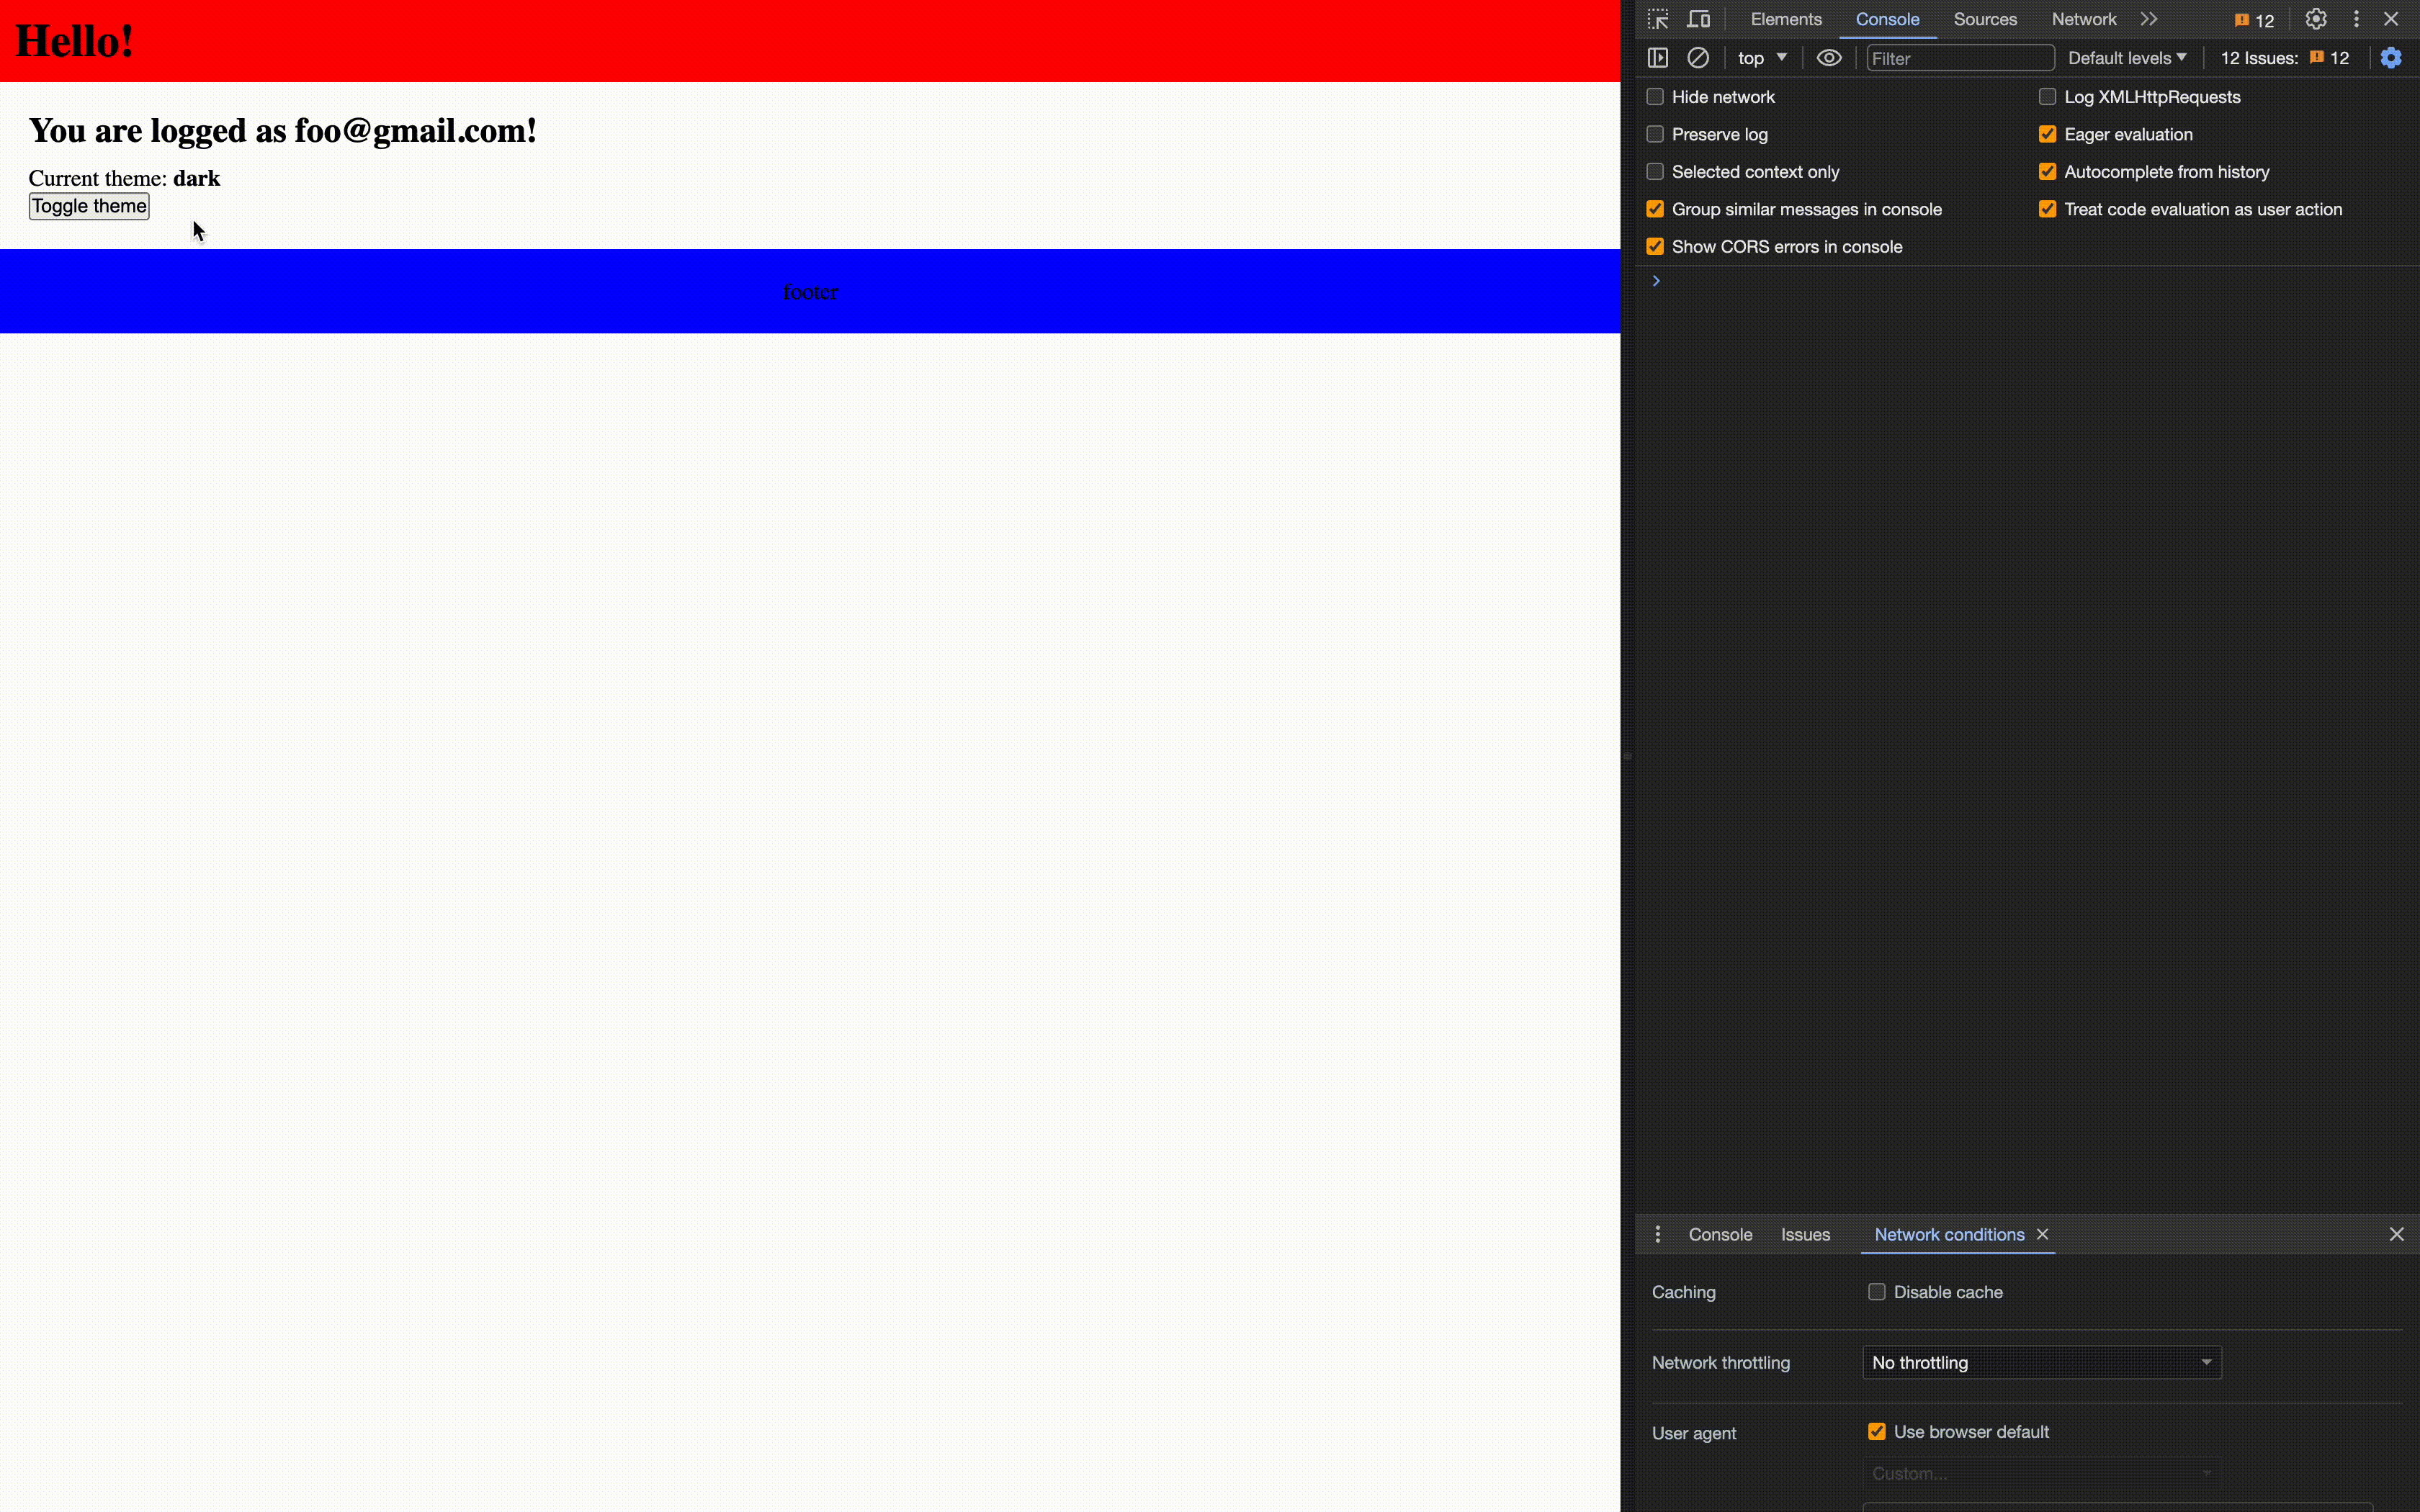 Hello!
You are logged as foo@gmail.com!
Current theme: dark
Toggle theme
footer
Elements Console Sources Network 12
top Filter Default levels 12 Issues: 12
Hide network Log XMLHttpRequests
Preserve log Eager evaluation
Selected context only Autocomplete from history
Group similar messages in console Treat code evaluation as user action
Show CORS errors in console
Console Issues Network conditions
Caching Disable cache
Network throttling No throttling
User agent Use browser default
Custom...